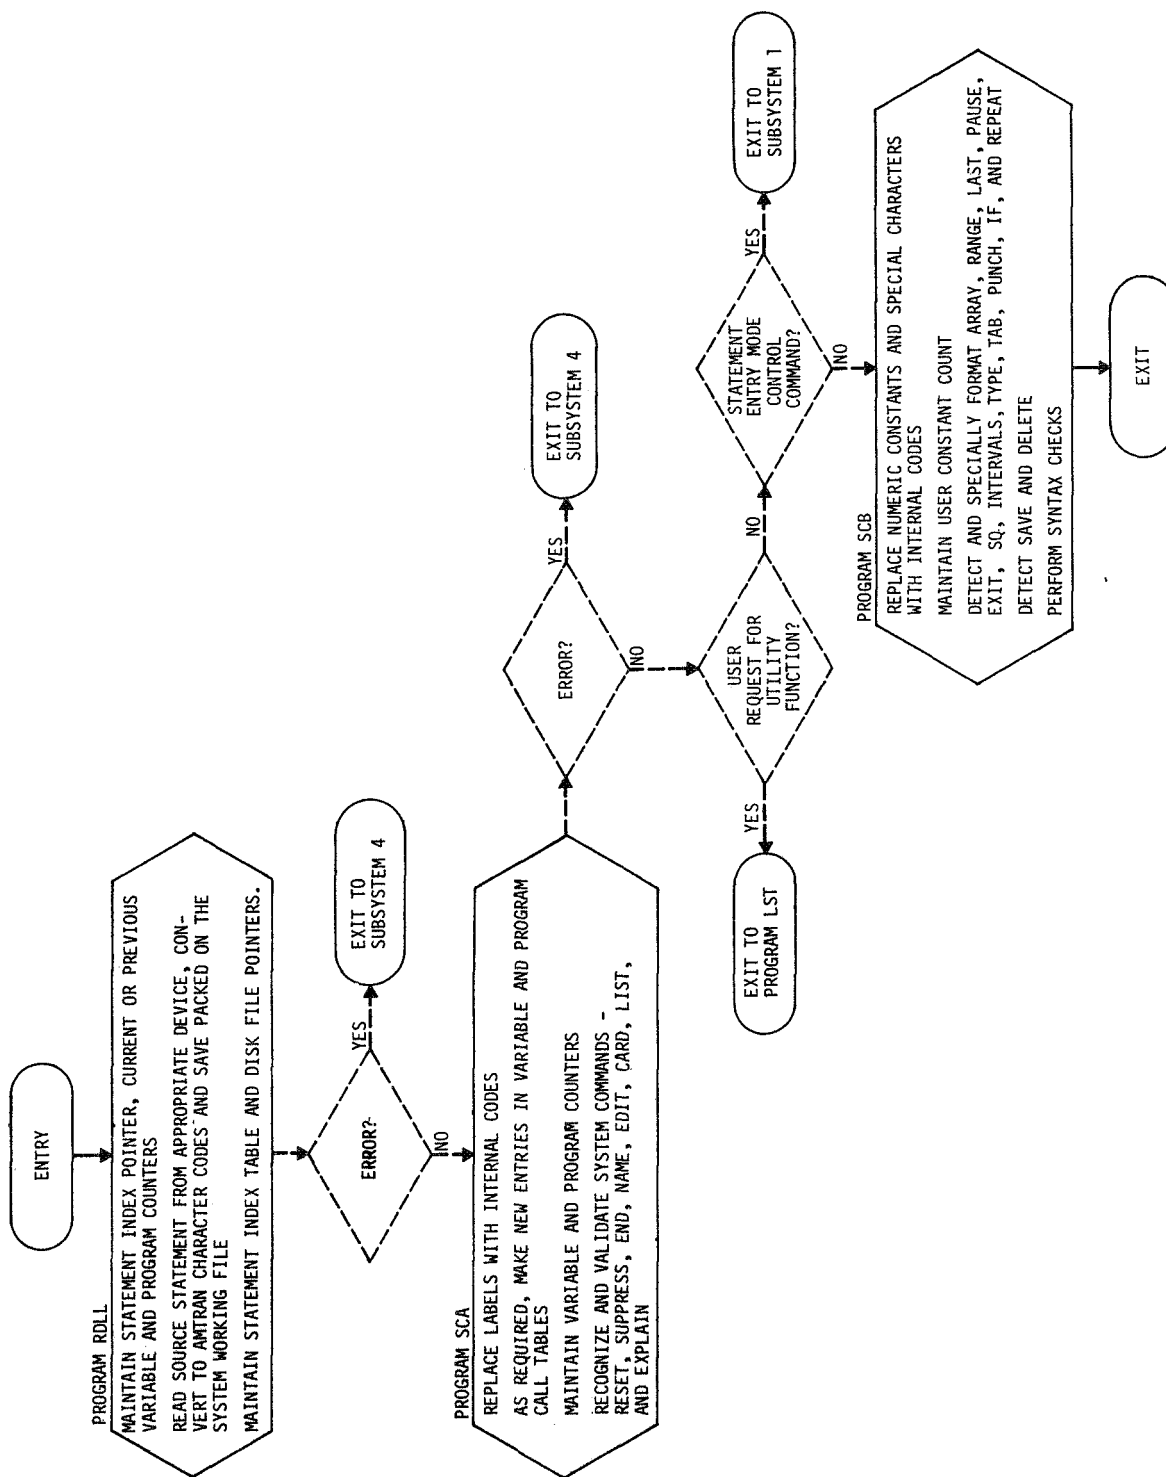 ENTRY
PROGRAM RDLL
MAINTAIN STATEMENT INDEX POINTER, CURRENT OR PREVIOUS
VARIABLE AND PROGRAM COUNTERS
READ SOURCE STATEMENT FROM APPROPRIATE DEVICE, CON-
VERT TO AMTRAN CHARACTER CODES AND SAVE PACKED ON THE
SYSTEM WORKING FILE
MAINTAIN STATEMENT INDEX TABLE AND DISK FILE POINTERS.
ERROR?
YES
EXIT TO
SUBSYSTEM 4
NO
PROGRAM SCA
REPLACE LABELS WITH INTERNAL CODES
AS REQUIRED, MAKE NEW ENTRIES IN VARIABLE AND PROGRAM
CALL TABLES
MAINTAIN VARIABLE AND PROGRAM COUNTERS
RECOGNIZE AND VALIDATE SYSTEM COMMANDS -
RESET, SUPPRESS, END, NAME, EDIT, CARD, LIST,
AND EXPLAIN
ERROR?
YES
EXIT TO
SUBSYSTEM 4
NO
USER
REQUEST FOR
UTILITY
FUNCTION?
YES
EXIT TO
PROGRAM LST
NO
STATEMENT
ENTRY MODE
CONTROL
COMMAND?
YES
EXIT TO
SUBSYSTEM 1
NO
PROGRAM SCB
REPLACE NUMERIC CONSTANTS AND SPECIAL CHARACTERS
WITH INTERNAL CODES
MAINTAIN USER CONSTANT COUNT
DETECT AND SPECIALLY FORMAT ARRAY, RANGE, LAST, PAUSE,
EXIT, SQ, INTERVALS, TYPE, TAB, PUNCH, IF, AND REPEAT
DETECT SAVE AND DELETE
PERFORM SYNTAX CHECKS
EXIT